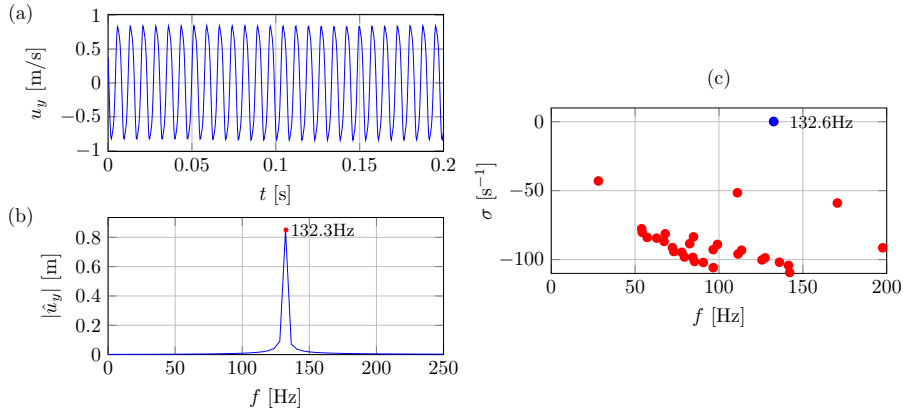 (a)
1
0.5
0
−0.5
−1
u_y [m/s]
0 0.05 0.1 0.15 0.2
t [s]
(b)
0.8
0.6
0.4
0.2
0
|û_y| [m]
132.3Hz
0 50 100 150 200 250
f [Hz]
(c)
0
−50
−100
σ [s⁻¹]
132.6Hz
0 50 100 150 200
f [Hz]